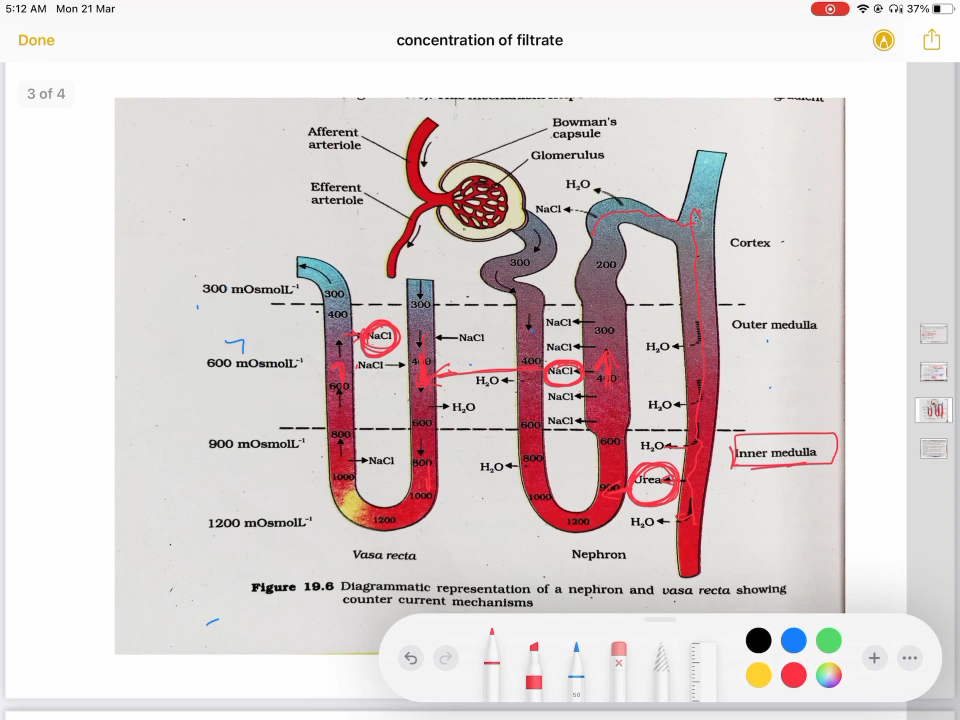 5:12 AM Mon 21 Mar
37%
Done
concentration of filtrate
3 of 4
gradient
Afferent
arteriole
Bowman's
capsule
Glomerulus
Efferent
arteriole
H₂O
NaCl
Cortex
300
200
300 mOsmolL⁻¹
300
300
400
NaCl
NaCl
NaCl
300
Outer medulla
NaCl
H₂O
600 mOsmolL⁻¹
NaCl
400
NaCl
H₂O
600
NaCl
H₂O
H₂O
600
600
NaCl
800
600
900 mOsmolL⁻¹
H₂O
inner medulla
NaCl
800
H₂O
800
1000
Urea
900
1000
1000
1200 mOsmolL⁻¹
1200
1200
H₂O
Vasa recta
Nephron
Figure 19.6 Diagrammatic representation of a nephron and vasa recta showing
counter current mechanisms
50